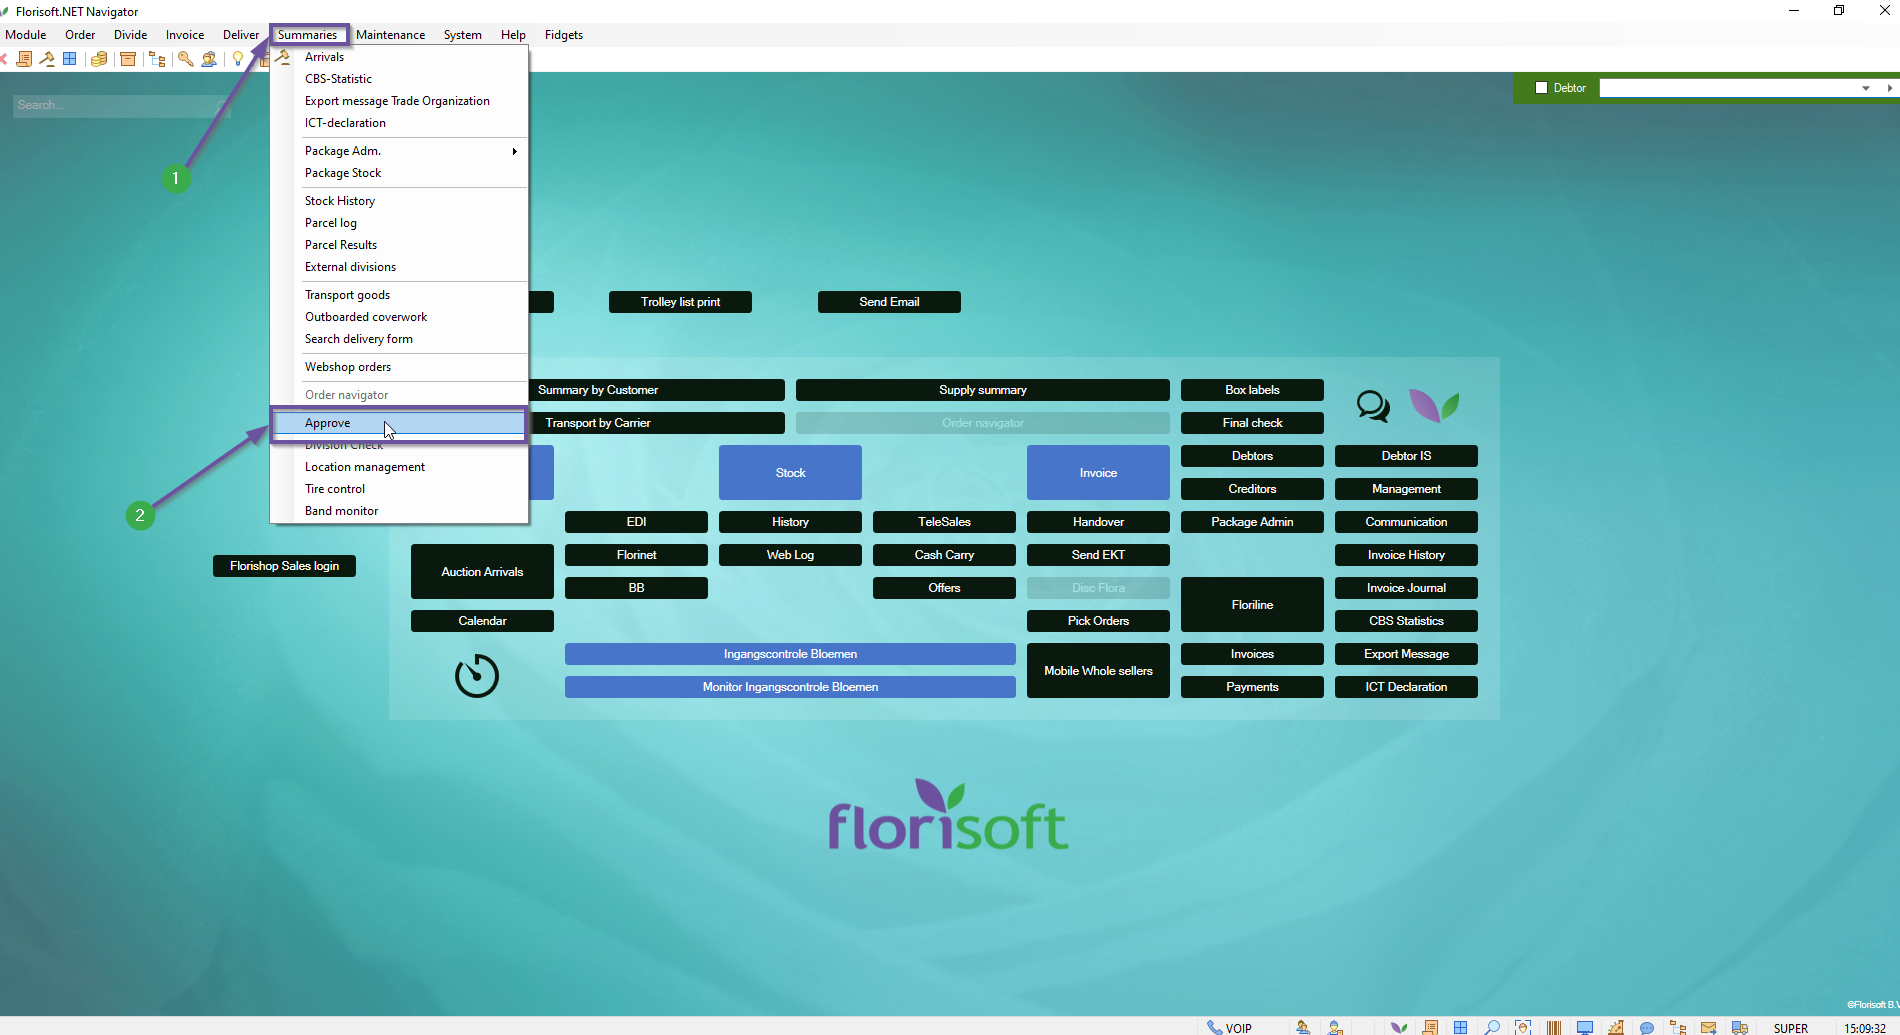 Florisoft.NET Navigator
Module Order Divide Invoice Deliver Summaries Maintenance System Help Fidgets
Search...
Debtor
Arrivals
CBS-Statistic
Export message Trade Organization
ICT-declaration
Package Adm.
Package Stock
Stock History
Parcel log
Parcel Results
External divisions
Transport goods
Outboarded coverwork
Search delivery form
Webshop orders
Order navigator
Approve
Division Check
Location management
Tire control
Band monitor
1
2
Trolley list print Send Email
Summary by Customer Supply summary Box labels
Transport by Carrier Order navigator Final check
Stock Invoice Debtors Debtor IS
Creditors Management
EDI History TeleSales Handover Package Admin Communication
Florishop Sales login Auction Arrivals Florinet Web Log Cash Carry Send EKT Invoice History
BB Offers Disc Flora Floriline Invoice Journal
Calendar Pick Orders CBS Statistics
Ingangscontrole Bloemen Mobile Whole sellers Invoices Export Message
Monitor Ingangscontrole Bloemen Payments ICT Declaration
florisoft
©Florisoft B.V
VOIP SUPER 15:09:32